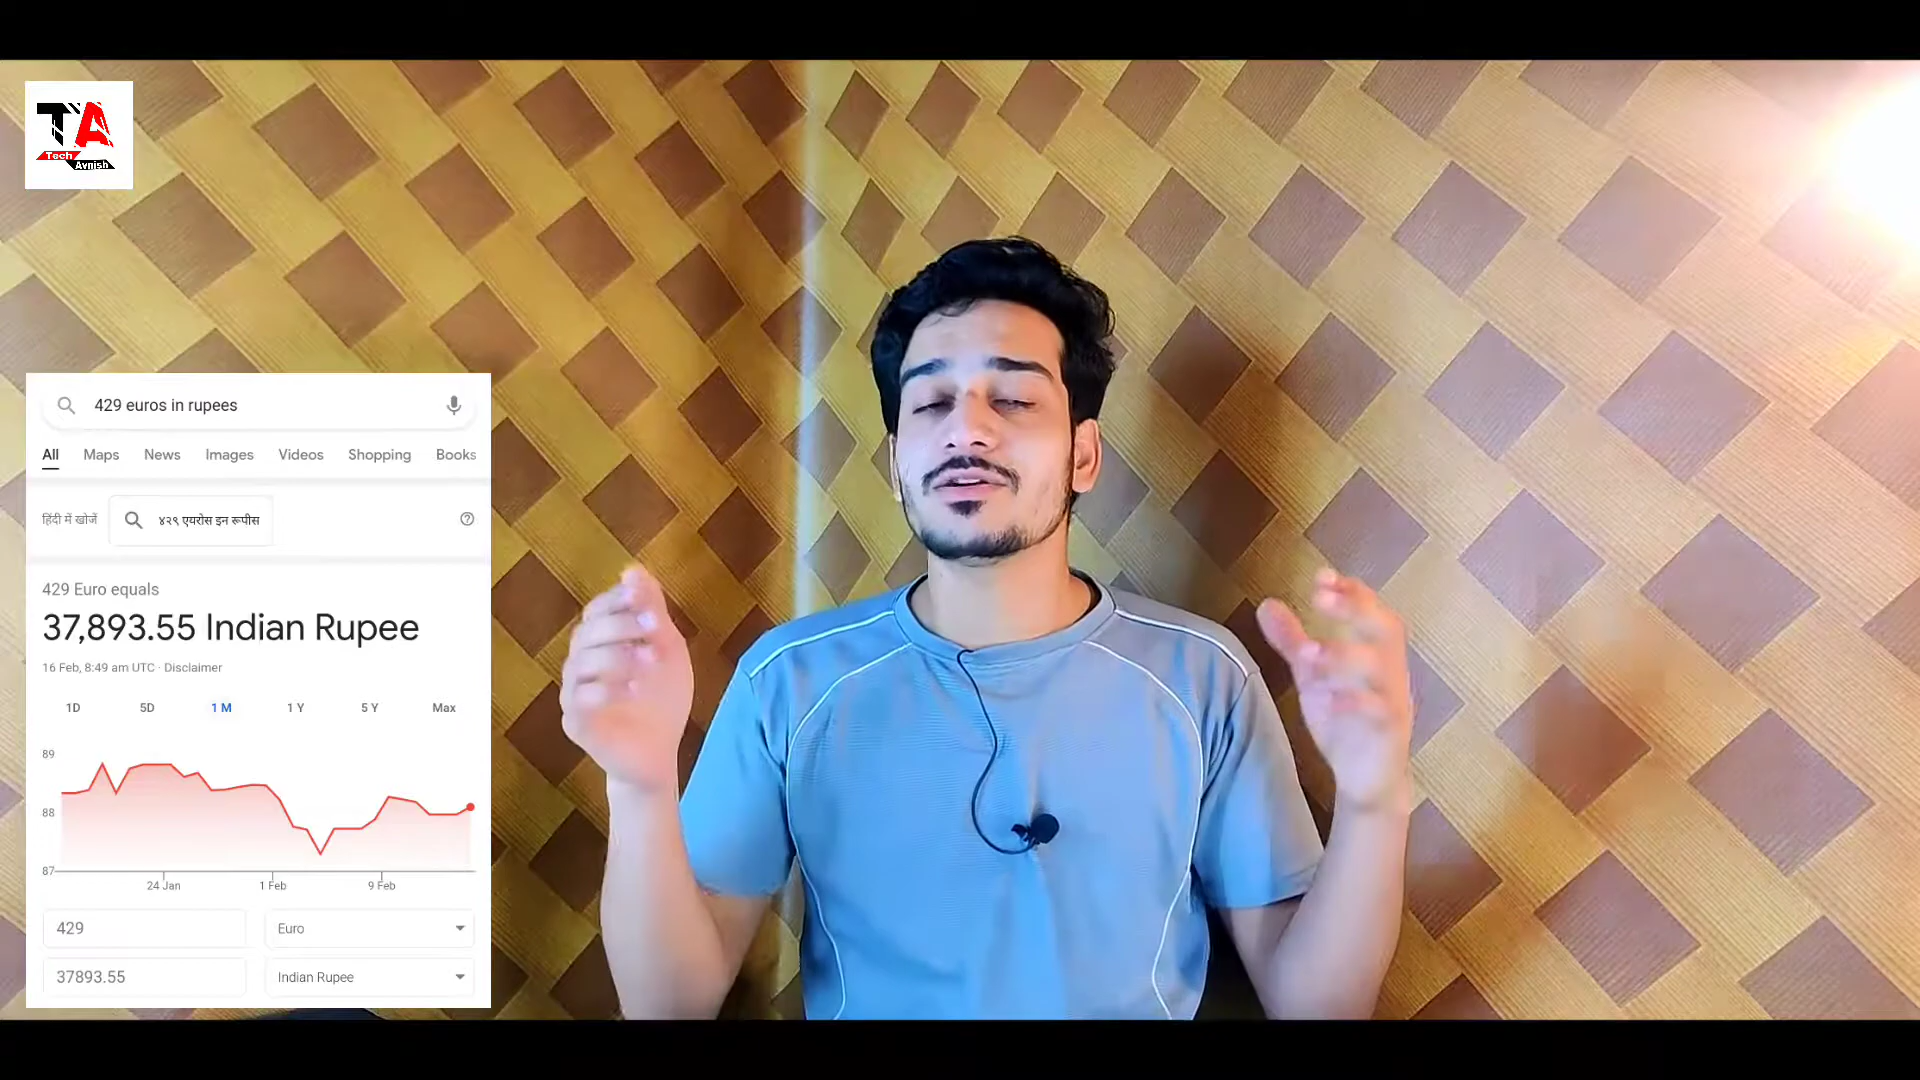 TA
Tech
Avnish
429 euros in rupees
All Maps News Images Videos Shopping Books
हिंदी में खोजें ४२९ एयरोस इन रूपीस
429 Euro equals
37,893.55 Indian Rupee
16 Feb, 8:49 am UTC · Disclaimer
1D 5D 1 M 1 Y 5 Y Max
89
88
87
24 Jan 1 Feb 9 Feb
429 Euro
37893.55 Indian Rupee